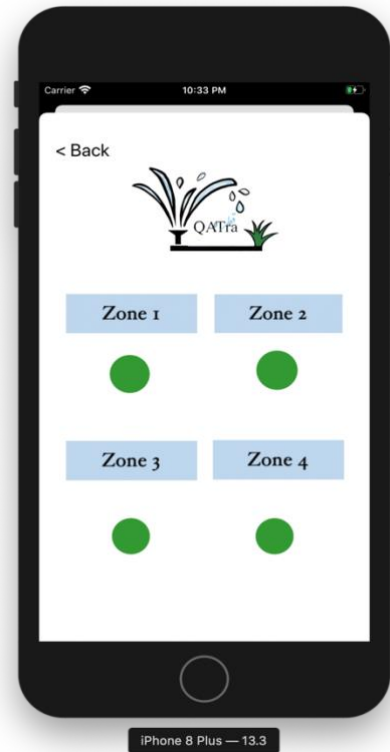 Carrier 10:33 PM
< Back
QATra
Zone 1 Zone 2
Zone 3 Zone 4
iPhone 8 Plus — 13.3